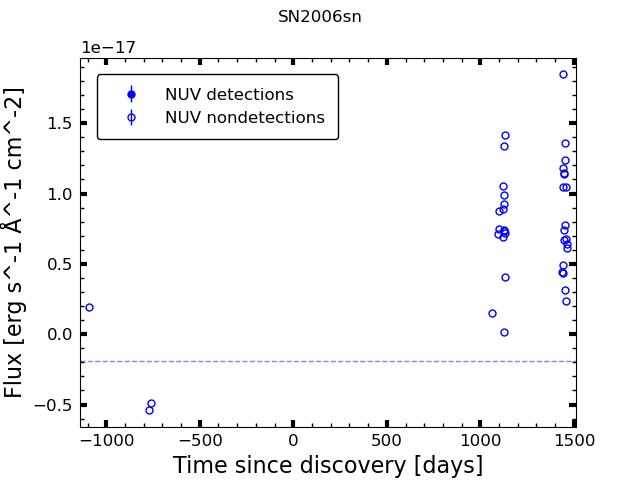 SN2006sn
1e−17
NUV detections
NUV nondetections
1.5
1.0
0.5
0.0
−0.5
Flux [erg s^-1 Å^-1 cm^-2]
−1000
−500
0
500
1000
1500
Time since discovery [days]